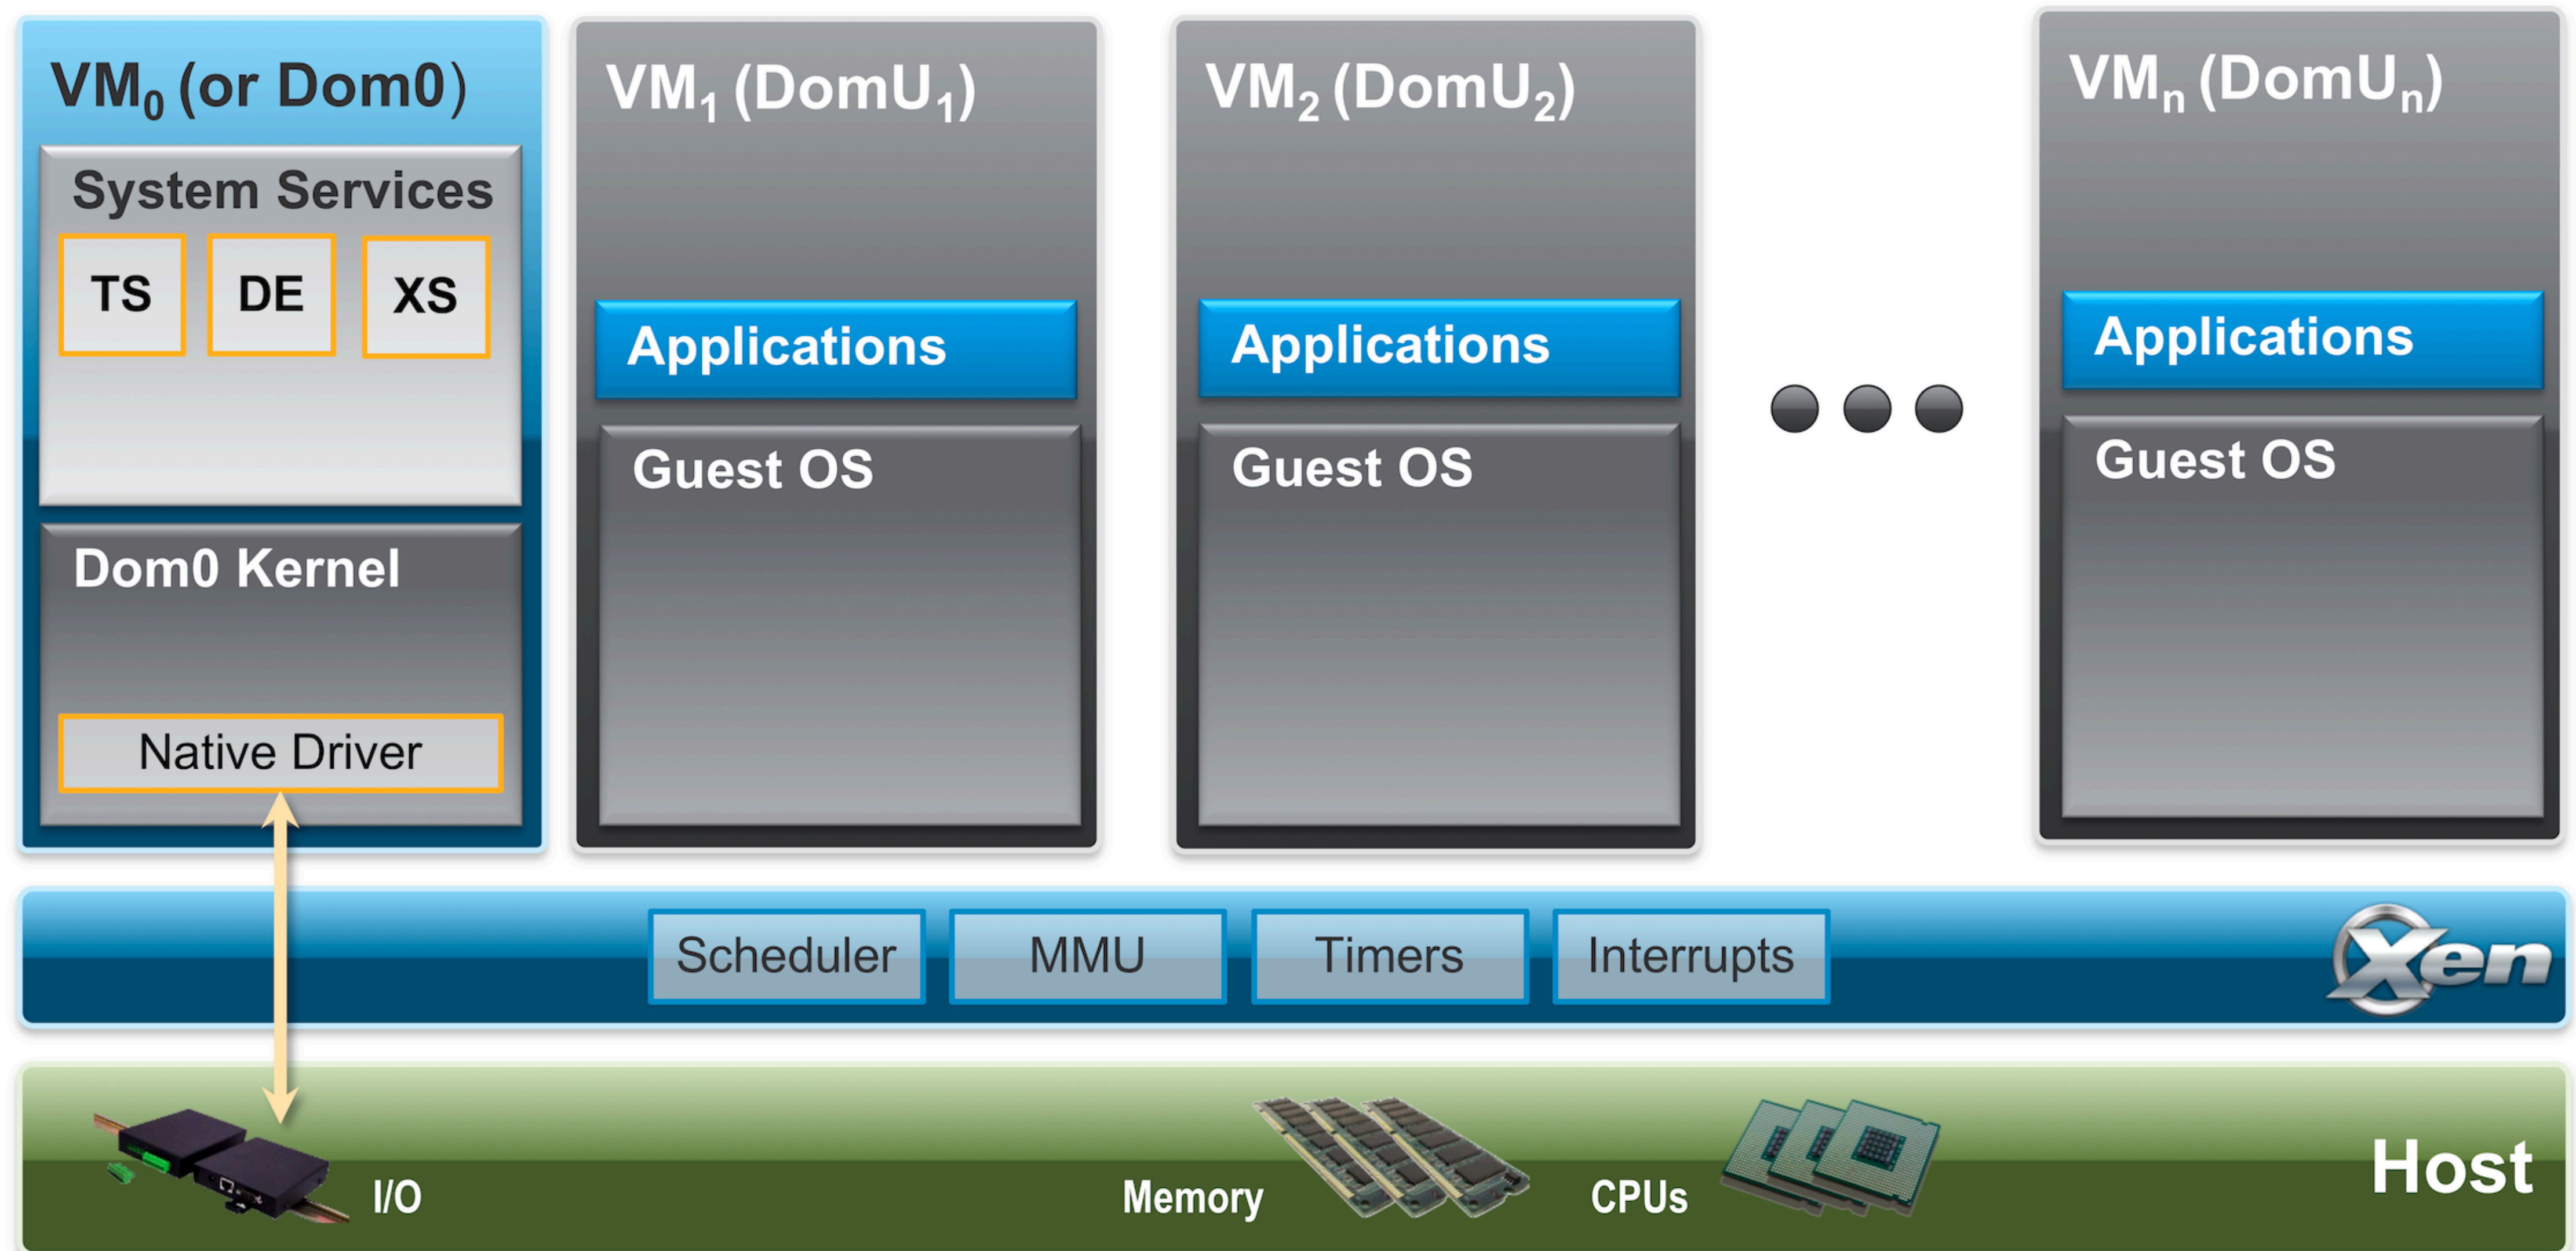 VM₀ (or Dom0)
System Services
TS DE XS
Dom0 Kernel
Native Driver
VM₁ (DomU₁)
Applications
Guest OS
VM₂ (DomU₂)
Applications
Guest OS
VMₙ (DomUₙ)
Applications
Guest OS
Scheduler MMU Timers Interrupts Xen
I/O Memory CPUs Host